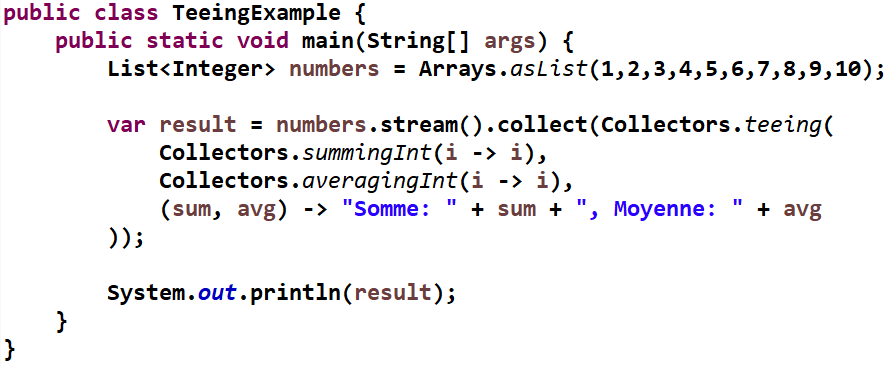 public class TeeingExample {
    public static void main(String[] args) {
        List<Integer> numbers = Arrays.asList(1,2,3,4,5,6,7,8,9,10);
        var result = numbers.stream().collect(Collectors.teeing(
            Collectors.summingInt(i -> i),
            Collectors.averagingInt(i -> i),
            (sum, avg) -> "Somme: " + sum + ", Moyenne: " + avg
        ));
        System.out.println(result);
    }
}